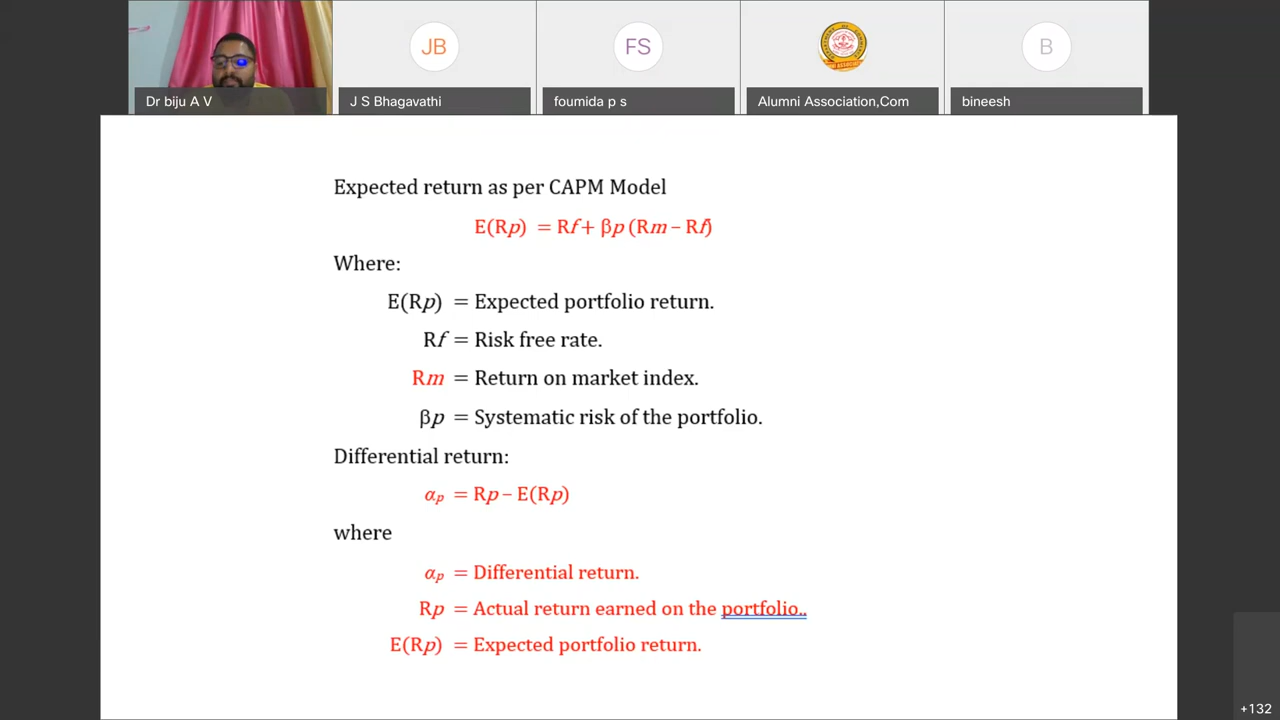 JB
FS
B
Dr biju A V
J S Bhagavathi
foumida p s
Alumni Association,Com
bineesh
Expected return as per CAPM Model
E(Rp) = Rf+ βp (Rm – Rf)
Where:
E(Rp) = Expected portfolio return.
Rf = Risk free rate.
Rm = Return on market index.
βp = Systematic risk of the portfolio.
Differential return:
αp = Rp – E(Rp)
where
αp = Differential return.
Rp = Actual return earned on the portfolio..
E(Rp) = Expected portfolio return.
+132